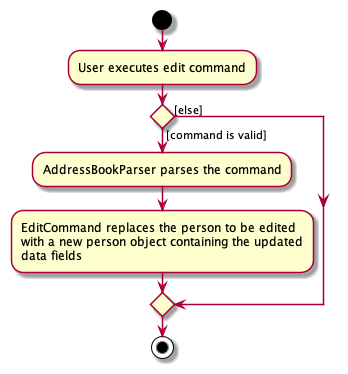 User executes edit command
[else]
[command is valid]
AddressBookParser parses the command
EditCommand replaces the person to be edited
with a new person object containing the updated
data fields